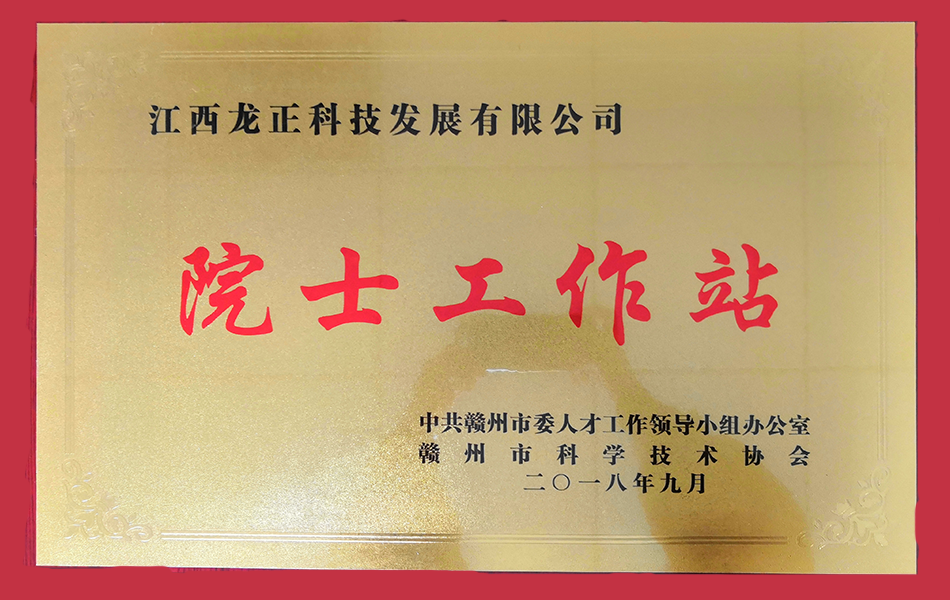 江西龙正科技发展有限公司
院士工作站
中共赣州市委人才工作领导小组办公室
赣州市科学技术协会
二〇一八年九月